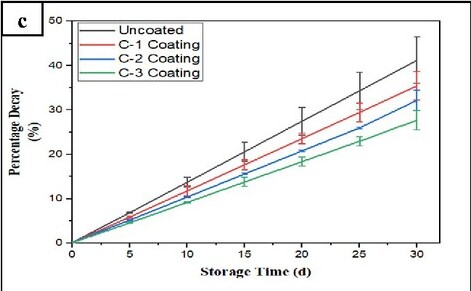 c
Uncoated
C-1 Coating
C-2 Coating
C-3 Coating
Percentage Decay
(%)
50
40
30
20
10
0
0 5 10 15 20 25 30
Storage Time (d)